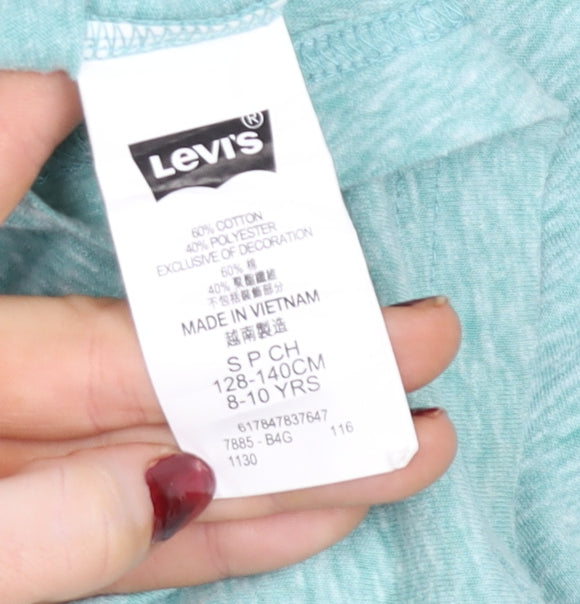 Levi's®
60% COTTON
40% POLYESTER
EXCLUSIVE OF DECORATION
60% 棉
40% 聚酯纖維
不包括裝飾部分
MADE IN VIETNAM
越南製造
S P CH
128-140CM
8-10 YRS
617847837647
7885 - B4G 116
1130